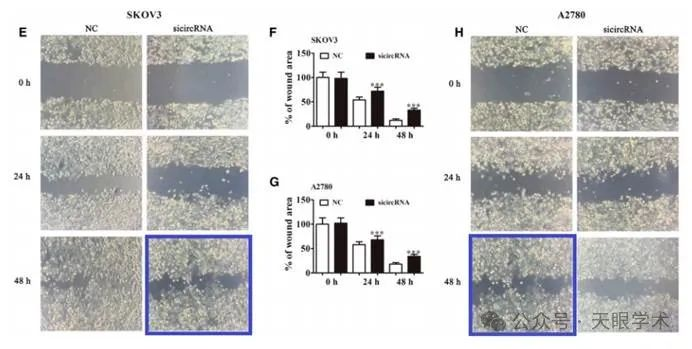 SKOV3
E
NC
sicircRNA
0 h
24 h
48 h
F
SKOV3
NC
sicircRNA
% of wound area
150
100
50
0
***
***
0 h
24 h
48 h
G
A2780
NC
sicircRNA
% of wound area
150
100
50
0
***
***
0 h
24 h
48 h
A2780
H
NC
sicircRNA
0 h
24 h
48 h
公众号 · 天眼学术